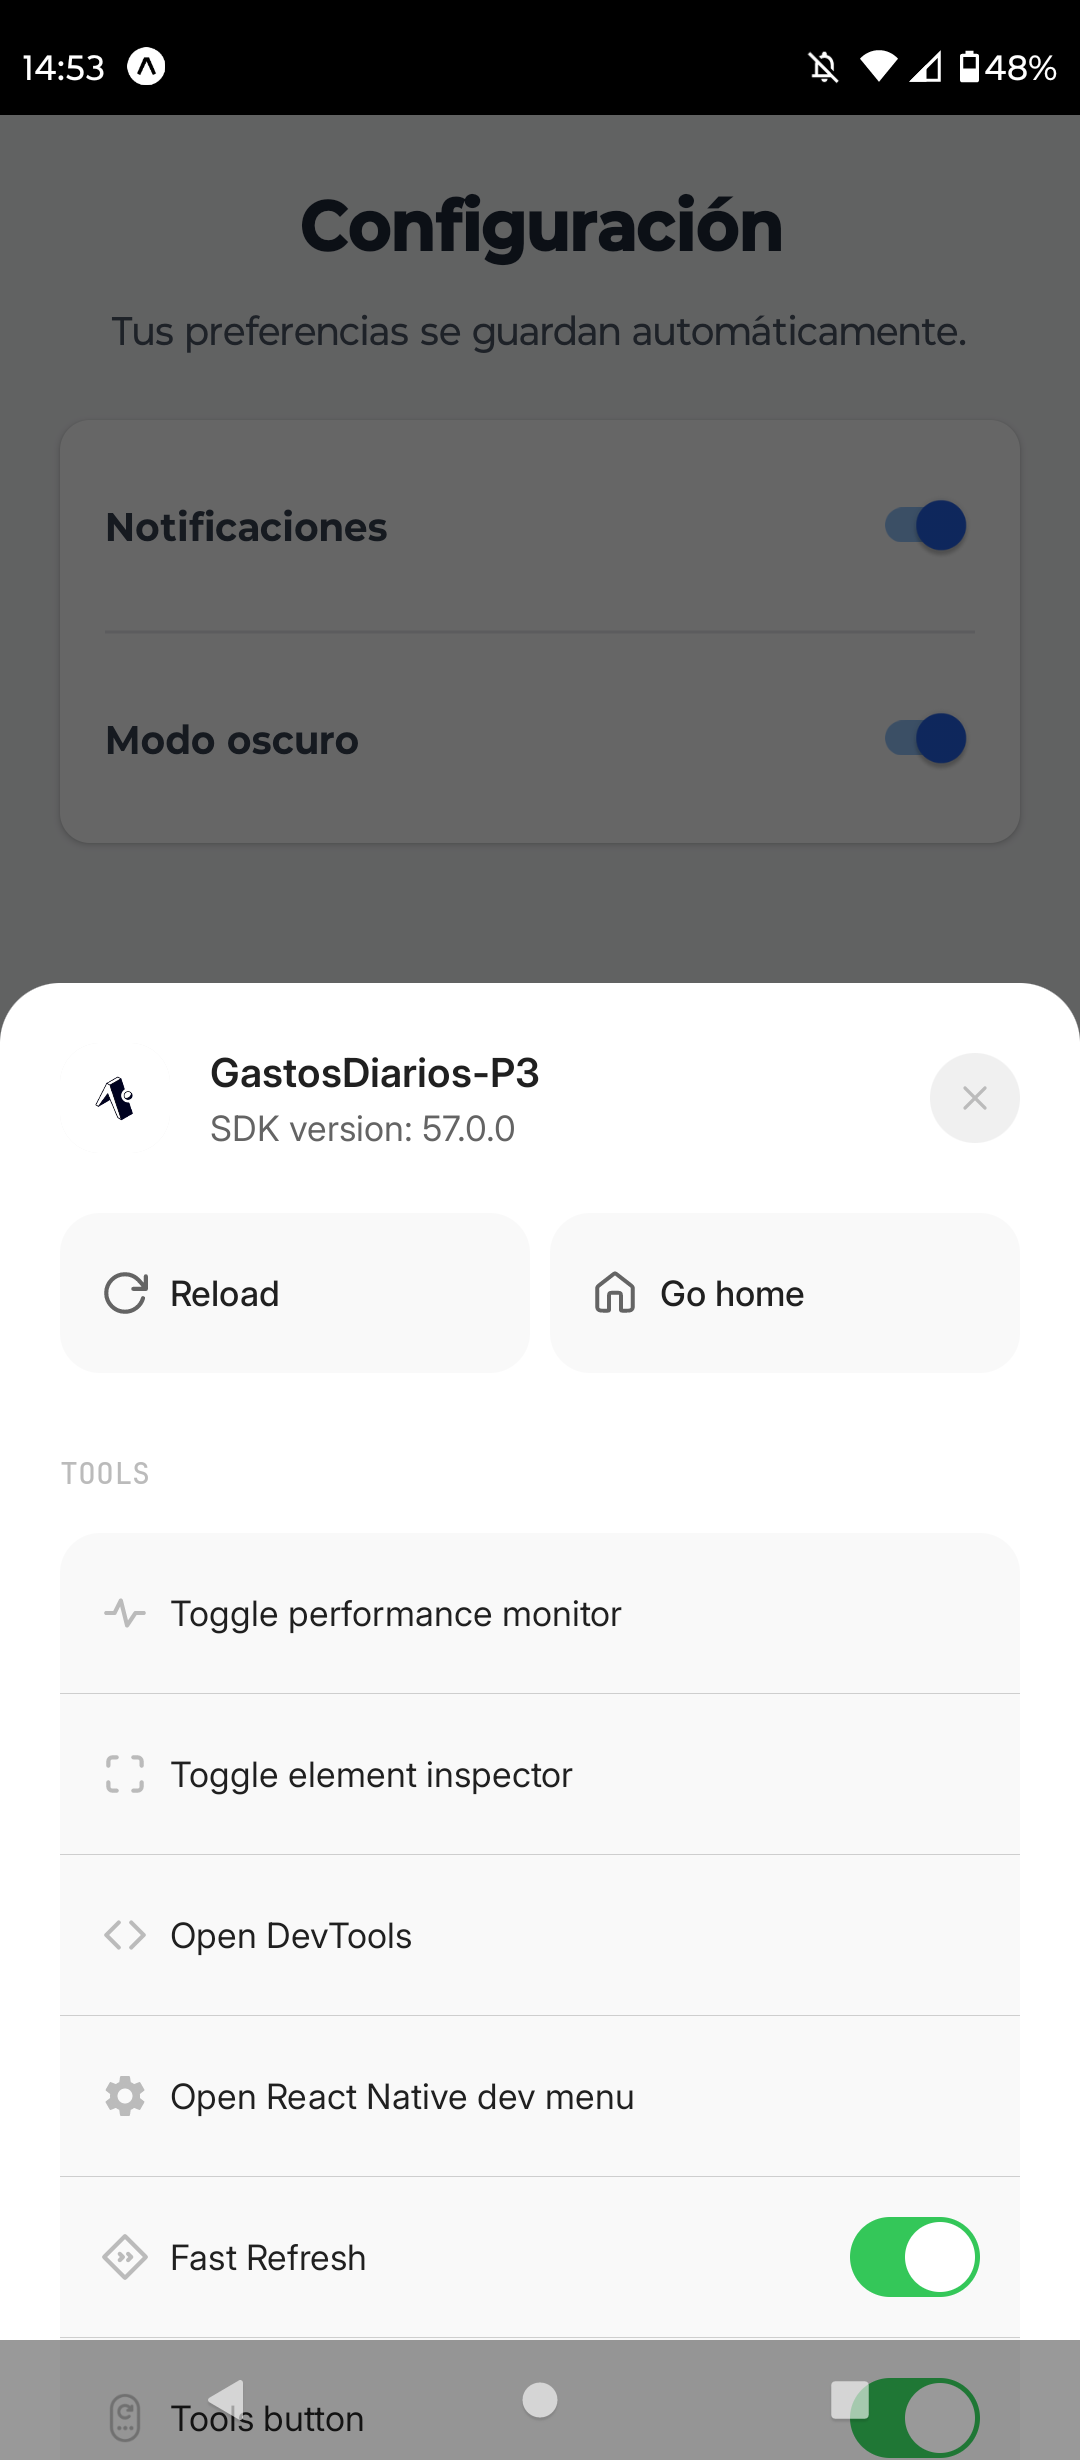 14:53
48%
Configuración
Tus preferencias se guardan automáticamente.
Notificaciones
Modo oscuro
GastosDiarios-P3
SDK version: 57.0.0
Reload
Go home
TOOLS
Toggle performance monitor
Toggle element inspector
Open DevTools
Open React Native dev menu
Fast Refresh
Tools button